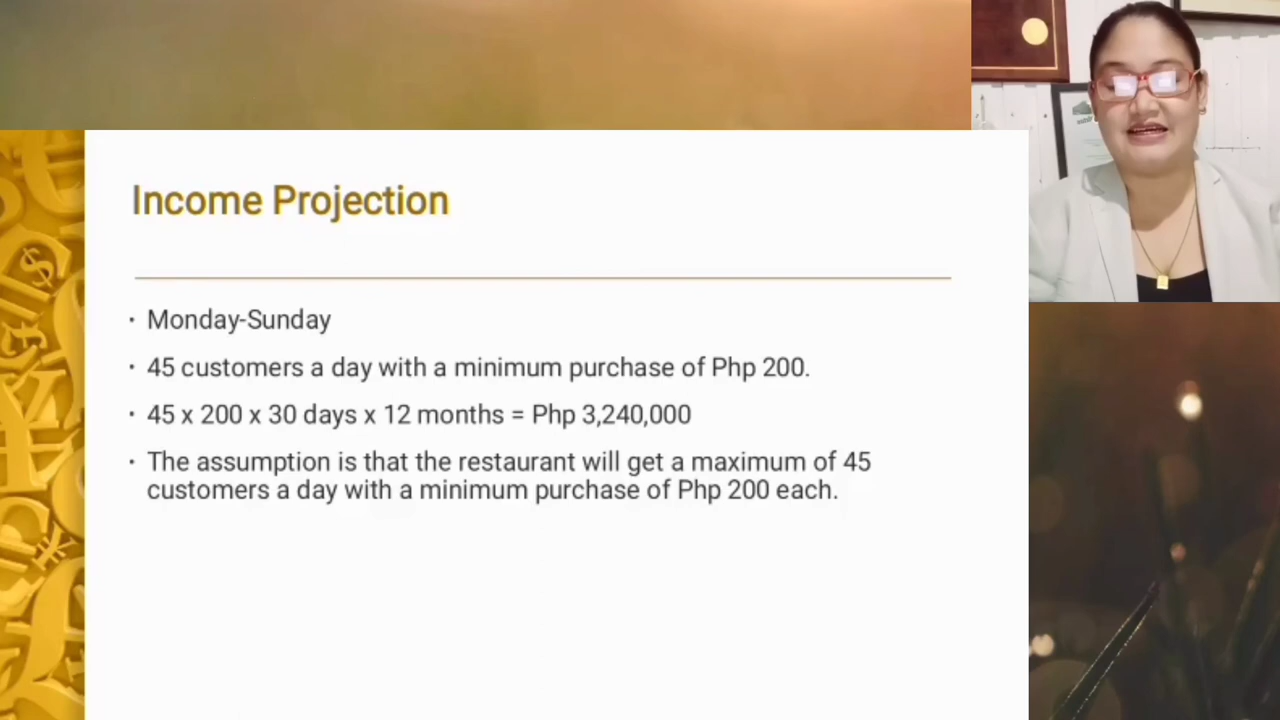 Income Projection
• Monday-Sunday
• 45 customers a day with a minimum purchase of Php 200.
• 45 x 200 x 30 days x 12 months = Php 3,240,000
• The assumption is that the restaurant will get a maximum of 45
customers a day with a minimum purchase of Php 200 each.